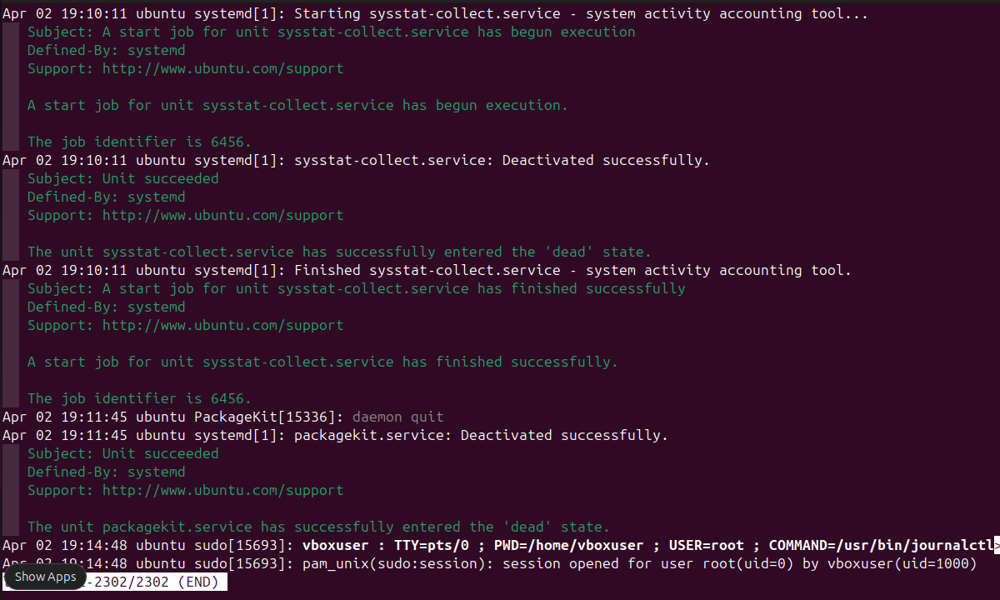 Apr 02 19:10:11 ubuntu systemd[1]: Starting sysstat-collect.service - system activity accounting tool...
Subject: A start job for unit sysstat-collect.service has begun execution
Defined-By: systemd
Support: http://www.ubuntu.com/support
A start job for unit sysstat-collect.service has begun execution.
The job identifier is 6456.
Apr 02 19:10:11 ubuntu systemd[1]: sysstat-collect.service: Deactivated successfully.
Subject: Unit succeeded
Defined-By: systemd
Support: http://www.ubuntu.com/support
The unit sysstat-collect.service has successfully entered the 'dead' state.
Apr 02 19:10:11 ubuntu systemd[1]: Finished sysstat-collect.service - system activity accounting tool.
Subject: A start job for unit sysstat-collect.service has finished successfully
Defined-By: systemd
Support: http://www.ubuntu.com/support
A start job for unit sysstat-collect.service has finished successfully.
The job identifier is 6456.
Apr 02 19:11:45 ubuntu PackageKit[15336]: daemon quit
Apr 02 19:11:45 ubuntu systemd[1]: packagekit.service: Deactivated successfully.
Subject: Unit succeeded
Defined-By: systemd
Support: http://www.ubuntu.com/support
The unit packagekit.service has successfully entered the 'dead' state.
Apr 02 19:14:48 ubuntu sudo[15693]: vboxuser : TTY=pts/0 ; PWD=/home/vboxuser ; USER=root ; COMMAND=/usr/bin/journalctl>
Apr 02 19:14:48 ubuntu sudo[15693]: pam_unix(sudo:session): session opened for user root(uid=0) by vboxuser(uid=1000)
Show Apps
-2302/2302 (END)